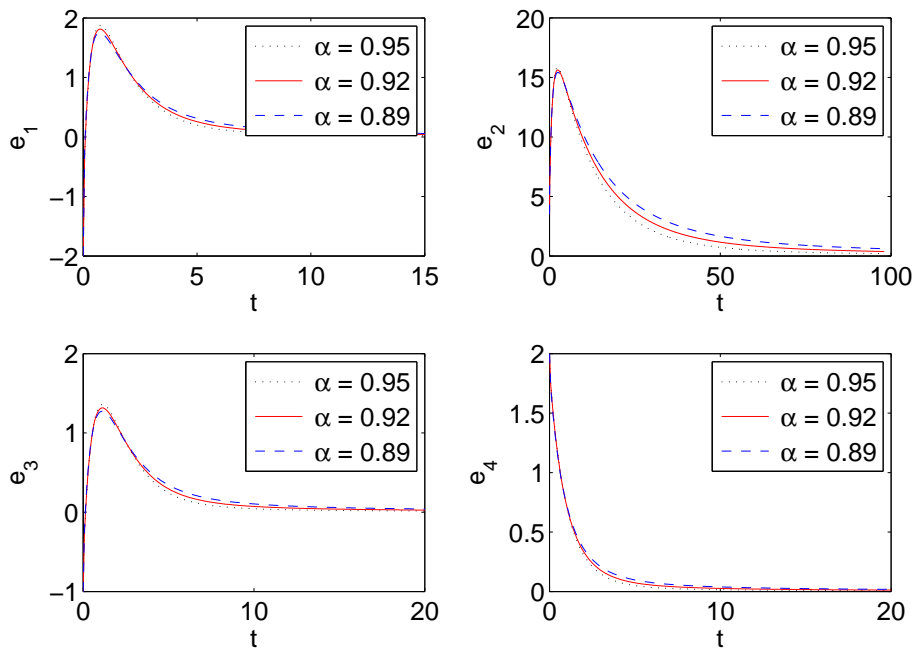 2
1
0
−1
−2
0
5
10
15
e1
t
α = 0.95
α = 0.92
α = 0.89
20
15
10
5
0
0
50
100
e2
t
α = 0.95
α = 0.92
α = 0.89
2
1
0
−1
0
10
20
e3
t
α = 0.95
α = 0.92
α = 0.89
2
1.5
1
0.5
0
0
10
20
e4
t
α = 0.95
α = 0.92
α = 0.89